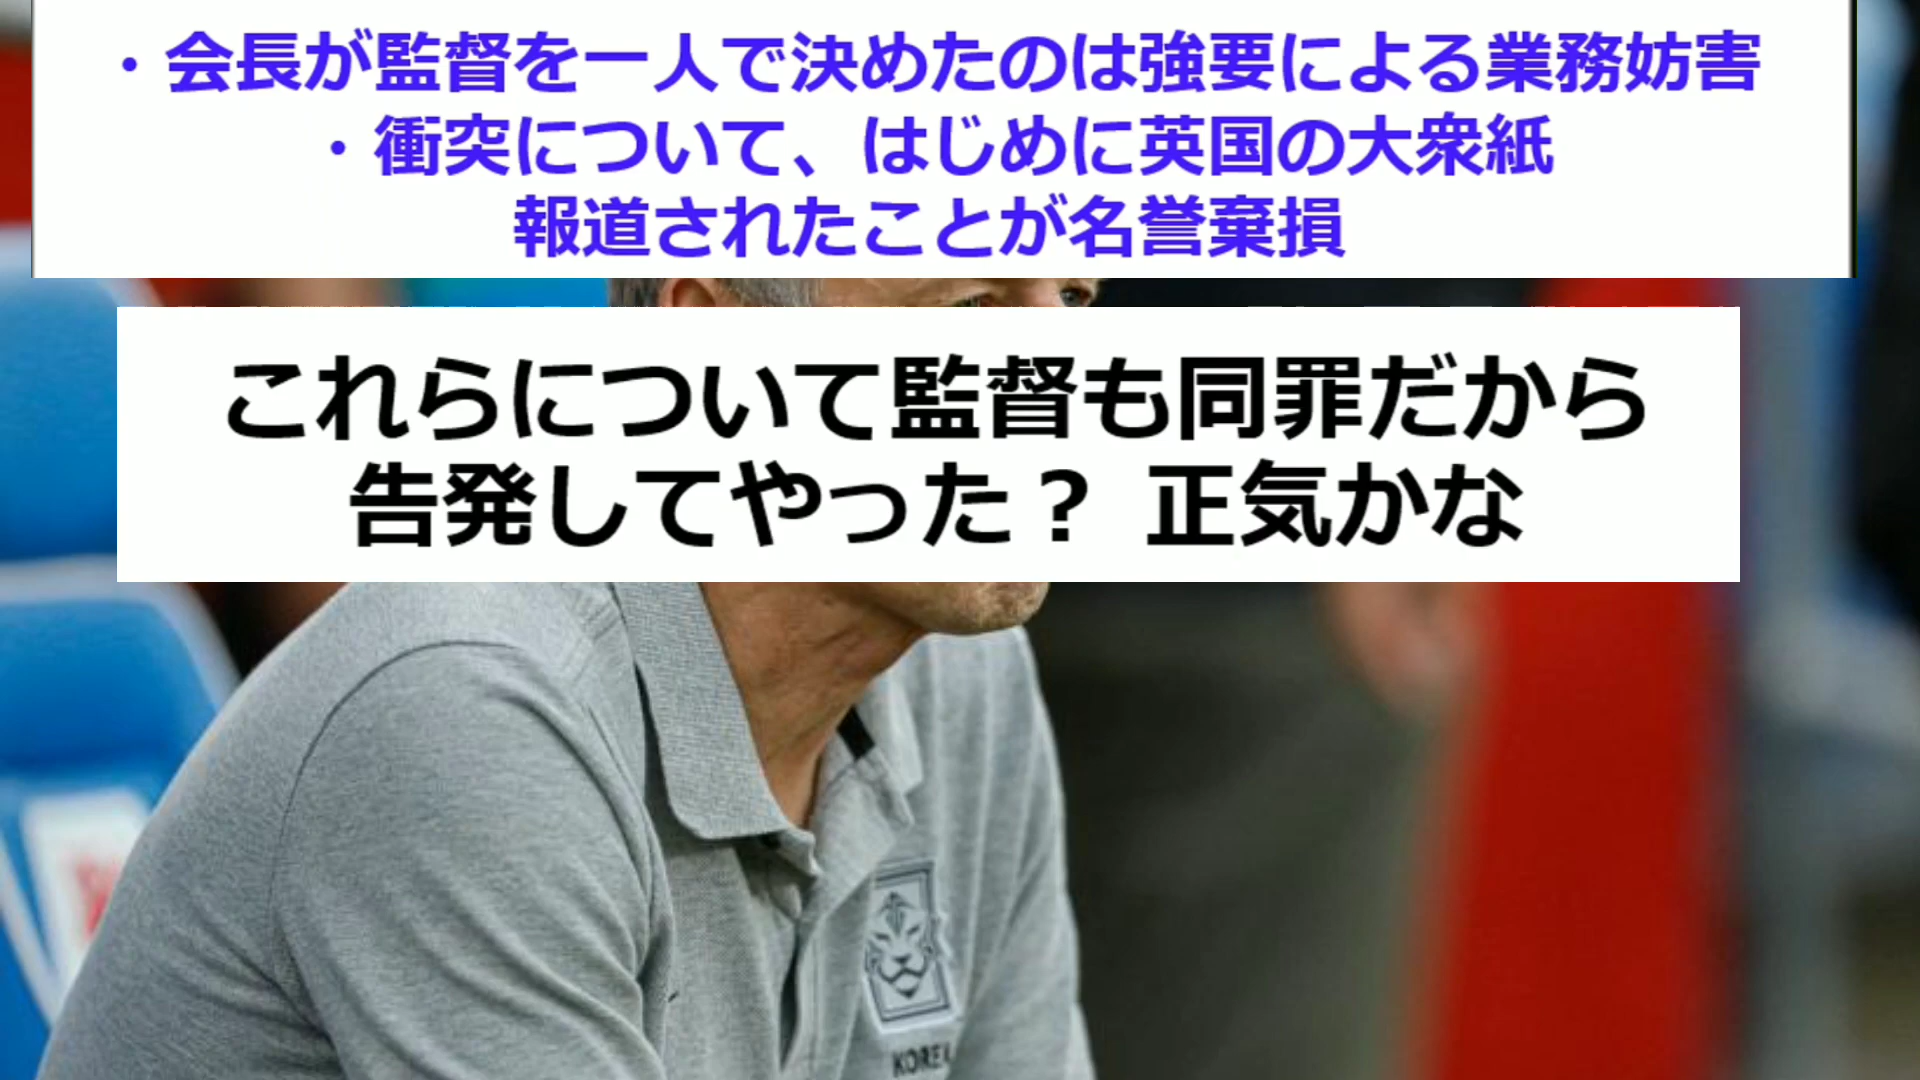 ・会長が監督を一人で決めたのは強要による業務妨害
・衝突について、はじめに英国の大衆紙
報道されたことが名誉棄損
これらについて監督も同罪だから
告発してやった？ 正気かな
KOREA